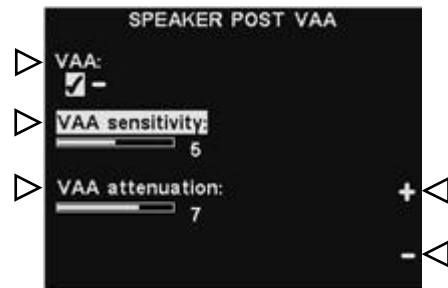 SPEAKER POST VAA
VAA:
VAA sensitivity:
5
VAA attenuation:
7
+
-